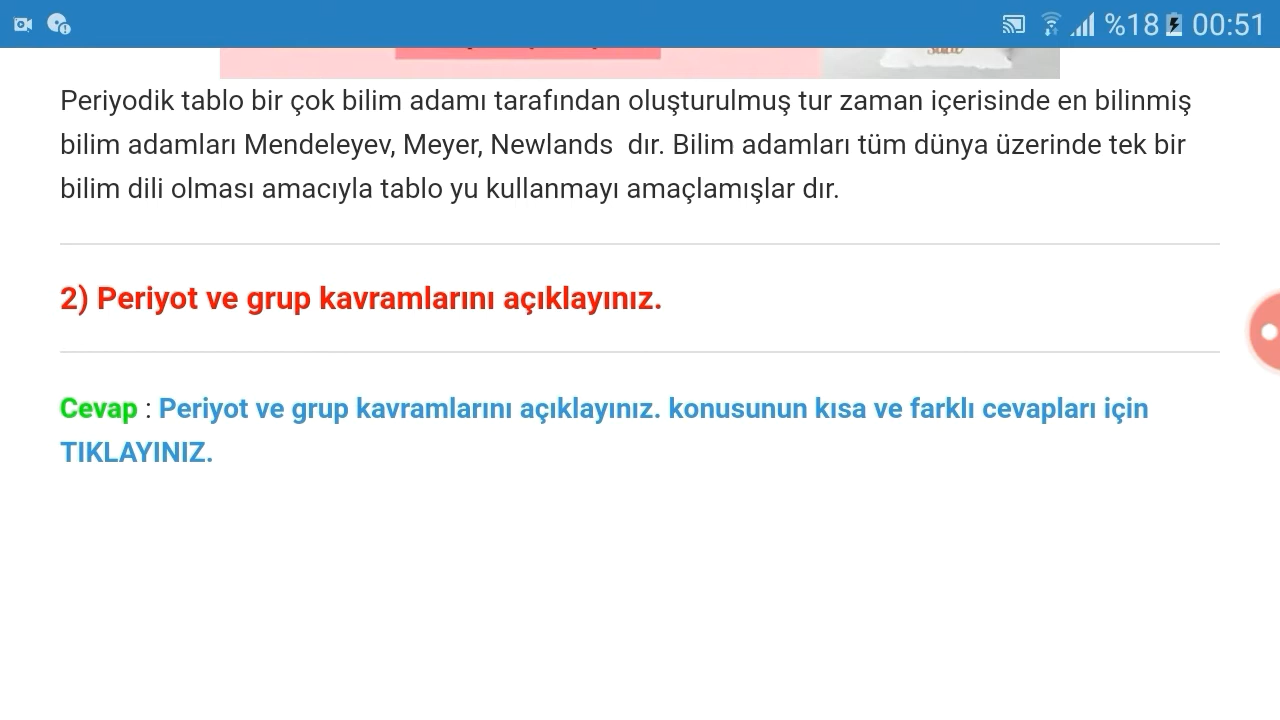 %18 00:51
Periyodik tablo bir çok bilim adamı tarafından oluşturulmuş tur zaman içerisinde en bilinmiş
bilim adamları Mendeleyev, Meyer, Newlands  dır. Bilim adamları tüm dünya üzerinde tek bir
bilim dili olması amacıyla tablo yu kullanmayı amaçlamışlar dır.
2) Periyot ve grup kavramlarını açıklayınız.
Cevap : Periyot ve grup kavramlarını açıklayınız. konusunun kısa ve farklı cevapları için
TIKLAYINIZ.